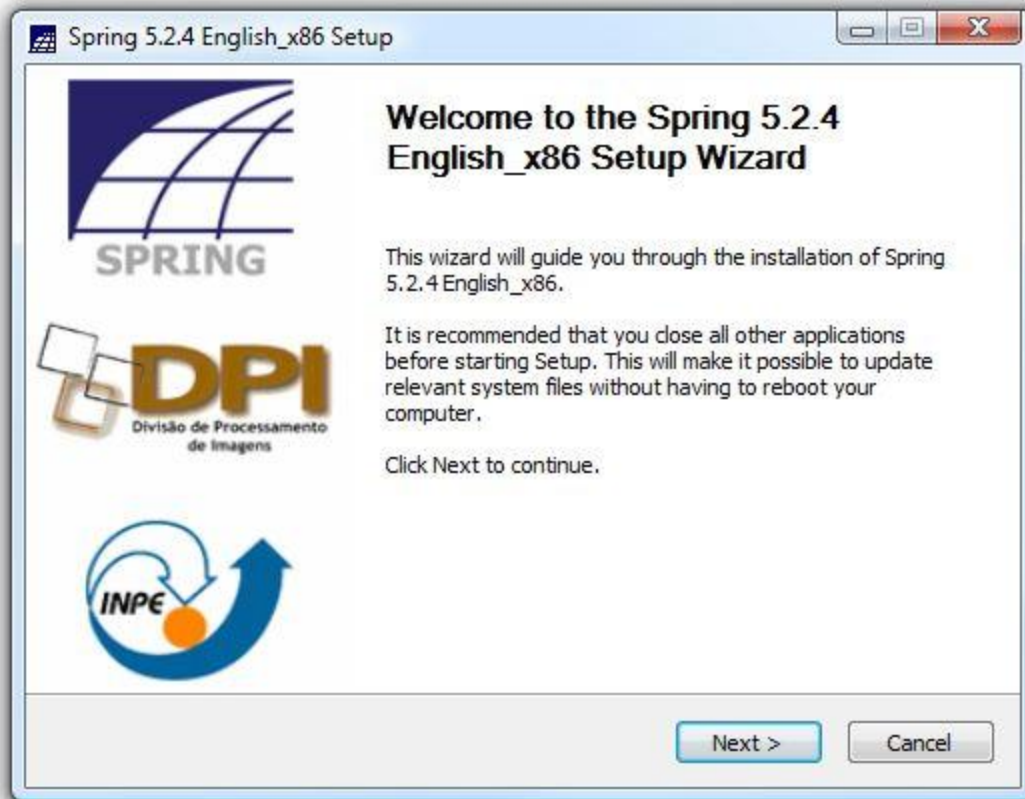 Spring 5.2.4 English_x86 Setup
SPRING
DPI
Divisão de Processamento
de Imagens
INPE
Welcome to the Spring 5.2.4
English_x86 Setup Wizard
This wizard will guide you through the installation of Spring
5.2.4 English_x86.
It is recommended that you close all other applications
before starting Setup. This will make it possible to update
relevant system files without having to reboot your
computer.
Click Next to continue.
Next >
Cancel